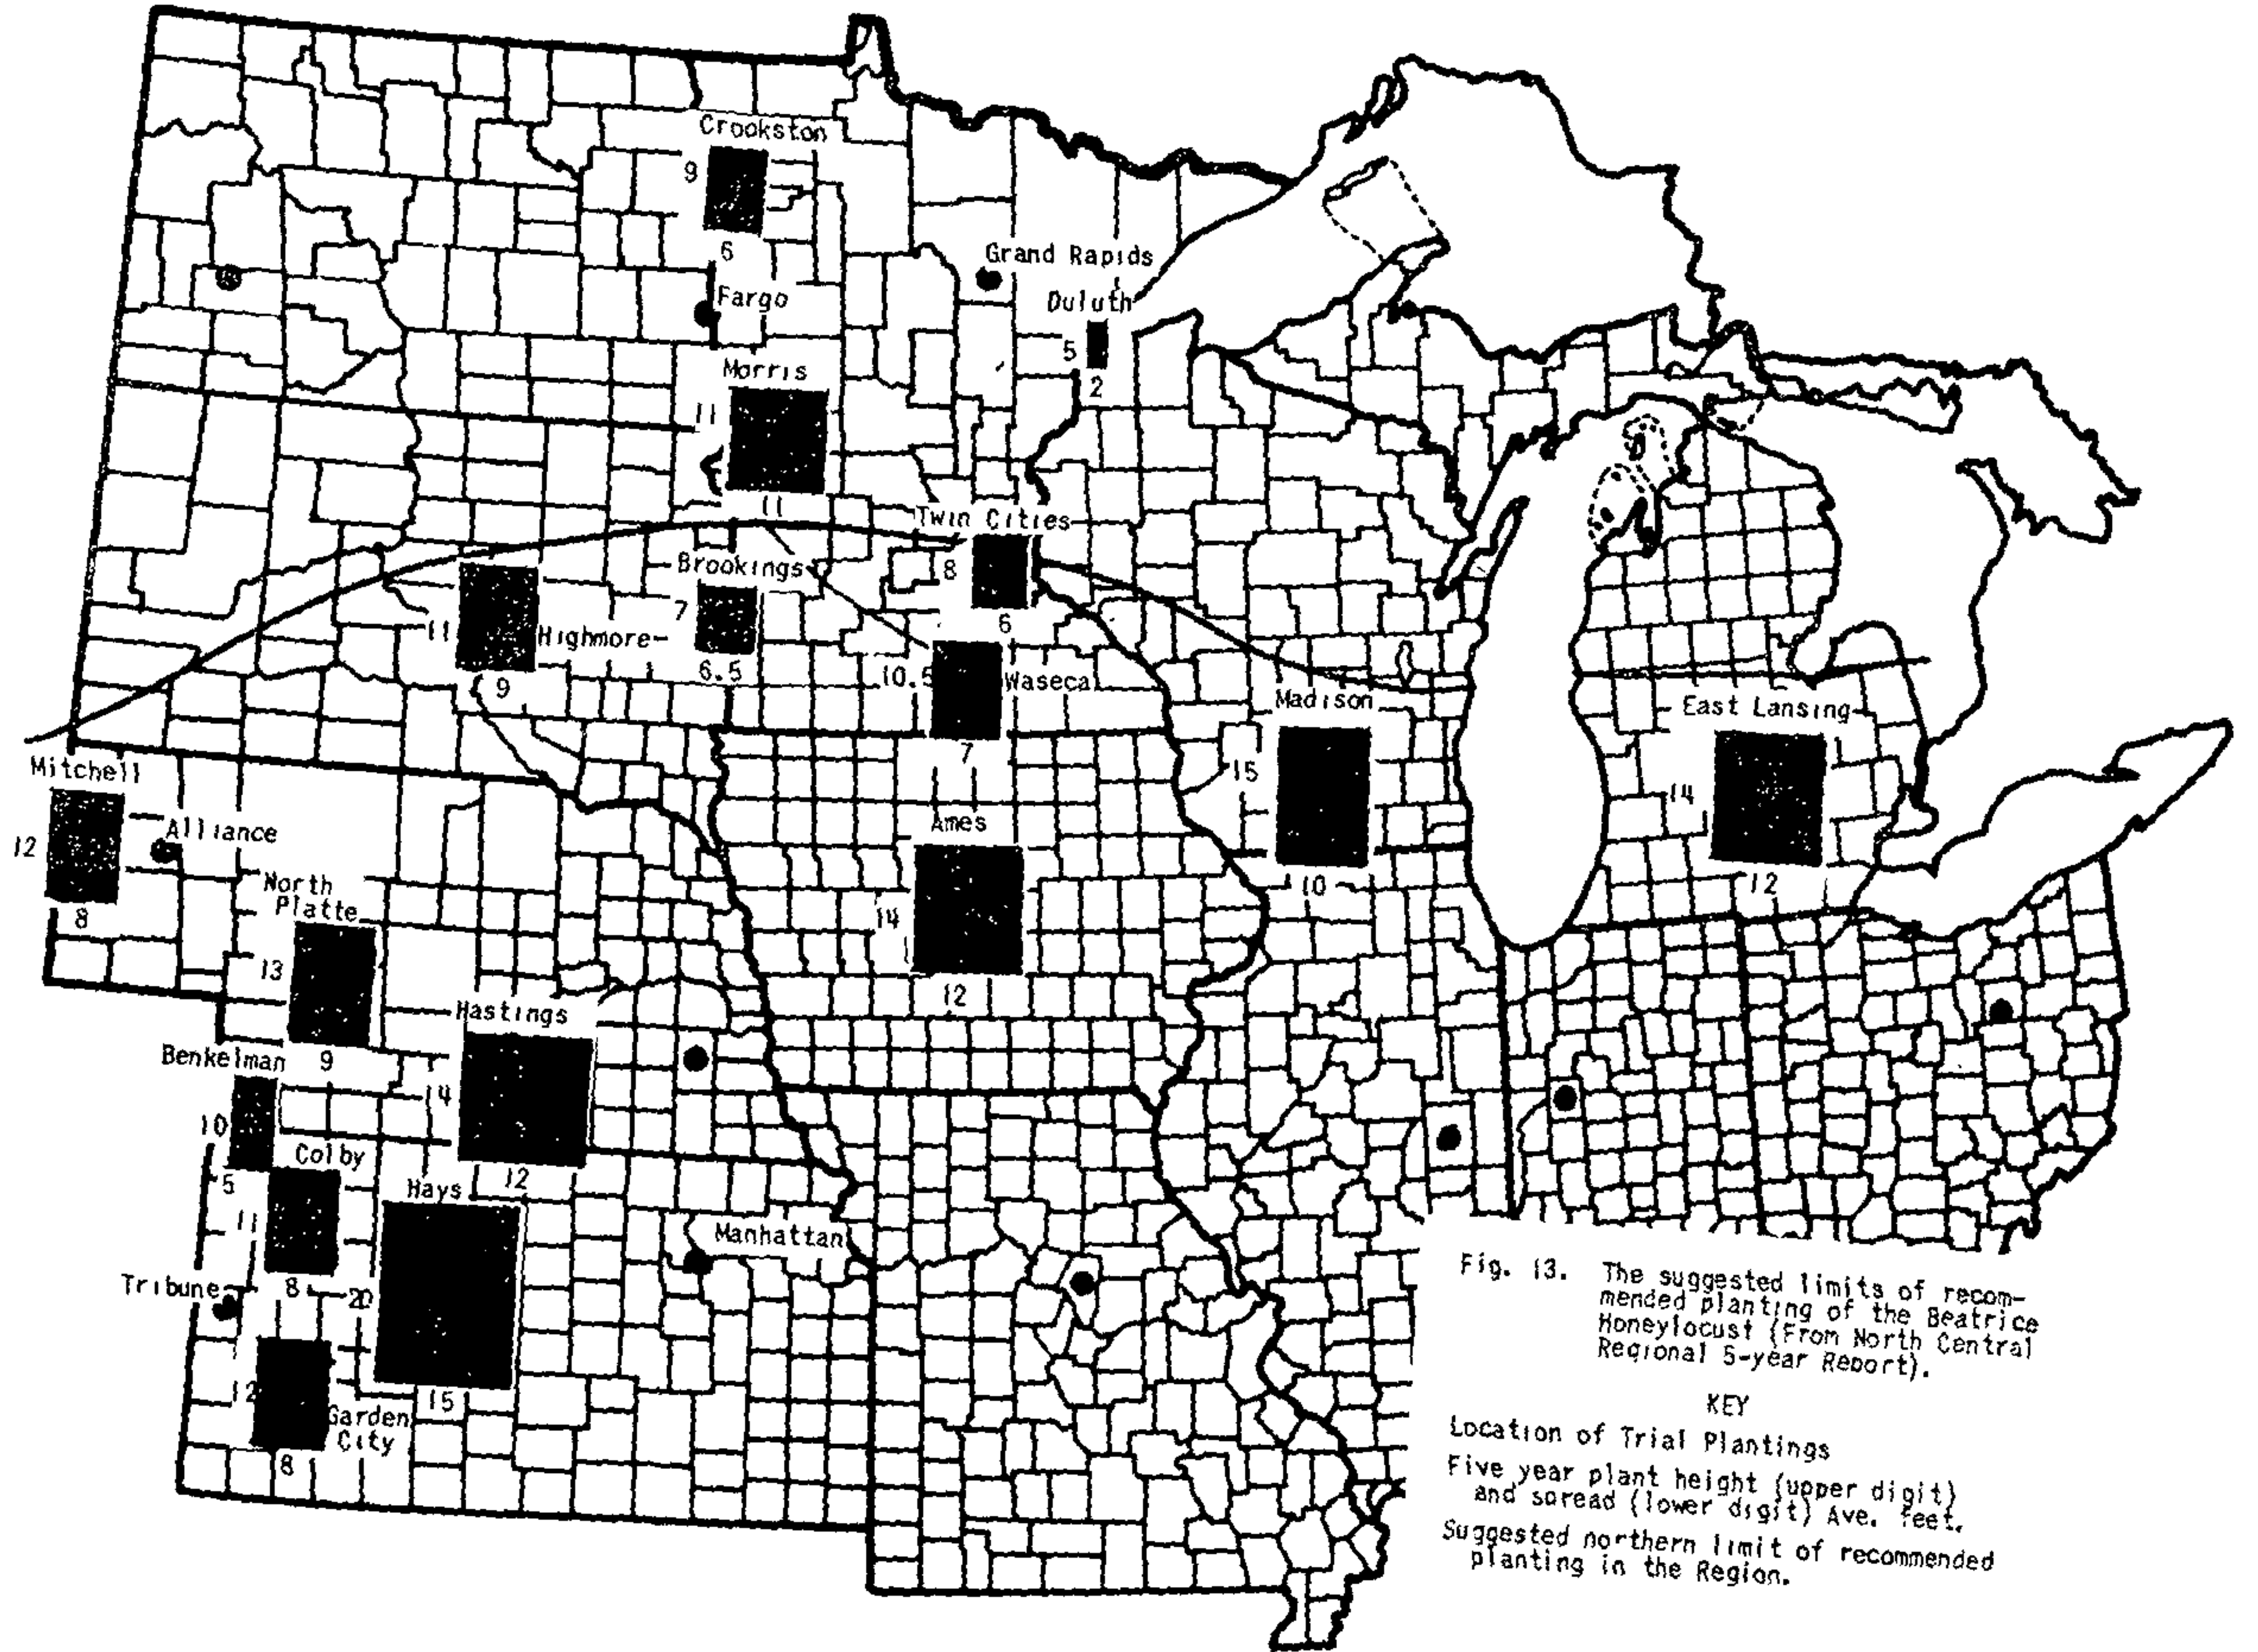 Crookston
9
6
Grand Rapids
Fargo
Duluth
5
2
Morris
11
11
Twin Cities
8
6
Brookings
7
6.5
11
Highmore
9
10.5
Waseca
7
Madison
15
10
East Lansing
14
12
Mitchell
12
8
Alliance
Ames
14
12
North
Platte
13
9
Hastings
14
12
Benkelman
10
5
Colby
11
8
Hays
20
15
Manhattan
Tribune
12
Garden
City
8
Fig. 13. The suggested limits of recom-
mended planting of the Beatrice
Honeylocust (From North Central
Regional 5-year Report).
KEY
Location of Trial Plantings
Five year plant height (upper digit)
and spread (lower digit) Ave. feet.
Suggested northern limit of recommended
planting in the Region.